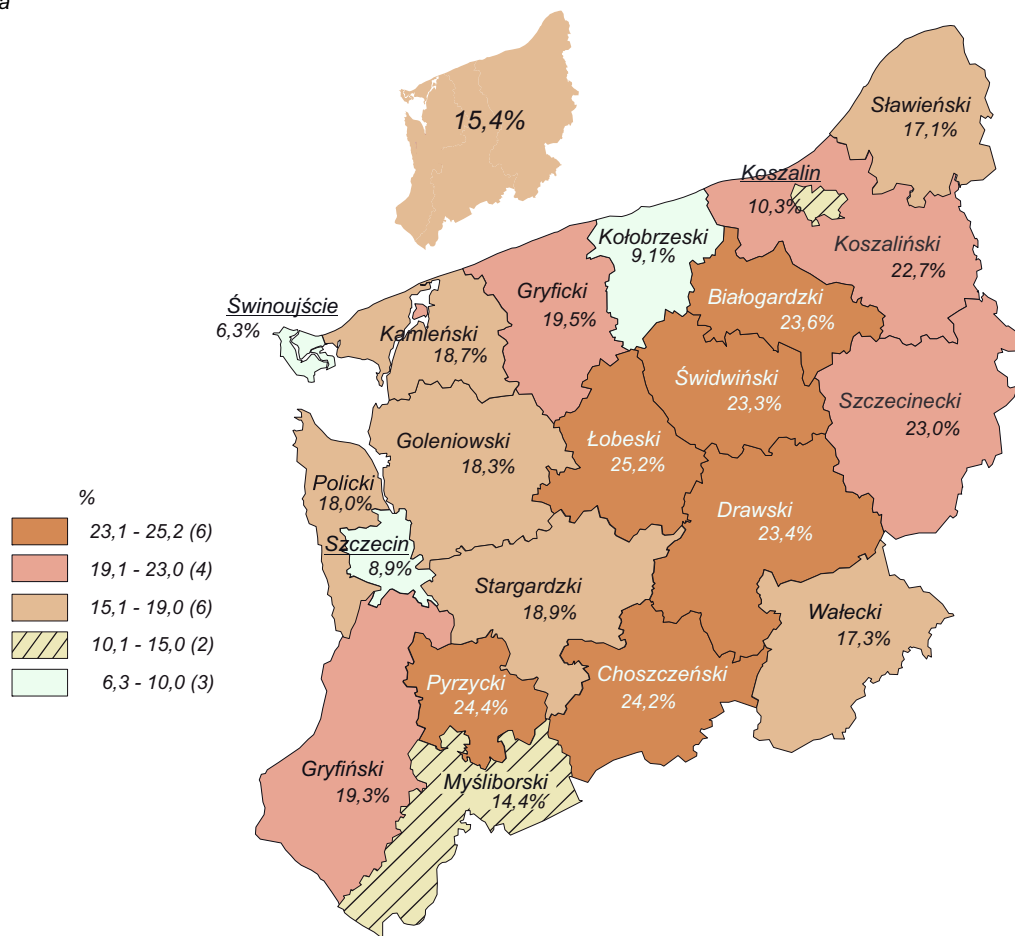 a
15,4%
Sławieński
17,1%
Koszalin
10,3%
Koszaliński
22,7%
Kołobrzeski
9,1%
Białogardzki
23,6%
Gryficki
19,5%
Świnoujście
6,3%
Kamieński
18,7%
Świdwiński
23,3%
Szczecinecki
23,0%
Łobeski
25,2%
Goleniowski
18,3%
Policki
18,0%
Drawski
23,4%
Szczecin
8,9%
Stargardzki
18,9%
Wałecki
17,3%
Choszczeński
24,2%
Pyrzycki
24,4%
Gryfiński
19,3%
Myśliborski
14,4%
%
23,1 - 25,2 (6)
19,1 - 23,0 (4)
15,1 - 19,0 (6)
10,1 - 15,0 (2)
6,3 - 10,0 (3)